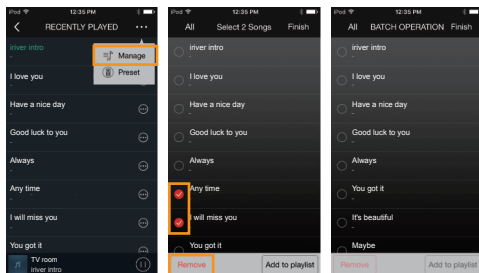 iPod 12:35 PM
RECENTLY PLAYED
iriver intro
-
Manage
Preset
I love you
-
Have a nice day
-
Good luck to you
-
Always
-
Any time
-
I will miss you
-
You got it
TV room
iriver intro
iPod 12:35 PM
All Select 2 Songs Finish
iriver intro
-
I love you
-
Have a nice day
-
Good luck to you
-
Always
-
Any time
-
I will miss you
-
You got it
Remove Add to playlist
iPod 12:35 PM
All BATCH OPERATION Finish
iriver intro
-
I love you
-
Have a nice day
-
Good luck to you
-
Always
-
You got it
-
It's beautiful
-
Maybe
Remove Add to playlist